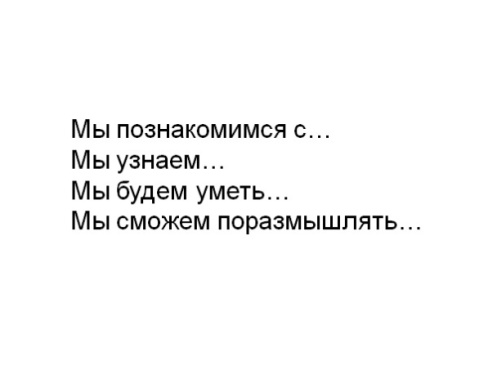 Мы познакомимся с…
Мы узнаем…
Мы будем уметь…
Мы сможем поразмышлять…